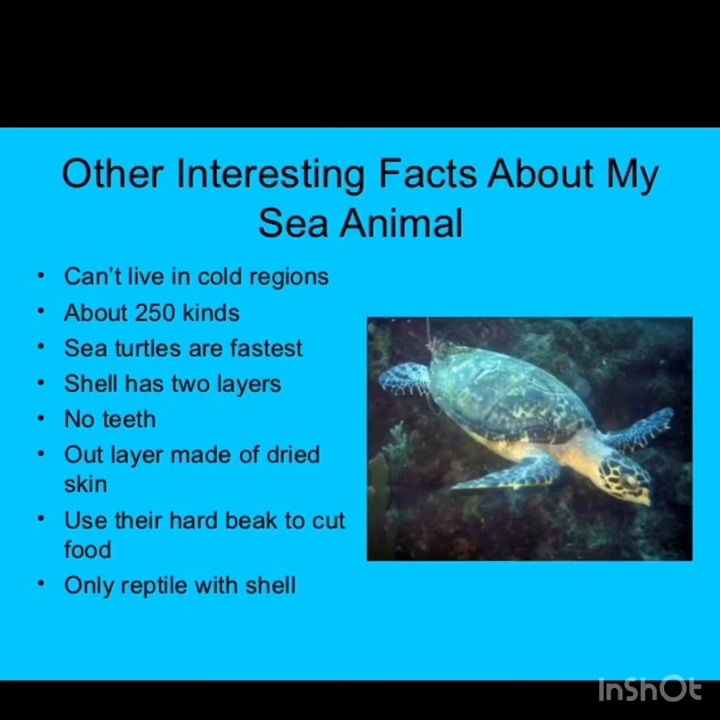 Other Interesting Facts About My
Sea Animal
• Can't live in cold regions
• About 250 kinds
• Sea turtles are fastest
• Shell has two layers
• No teeth
• Out layer made of dried
skin
• Use their hard beak to cut
food
• Only reptile with shell
InShOt